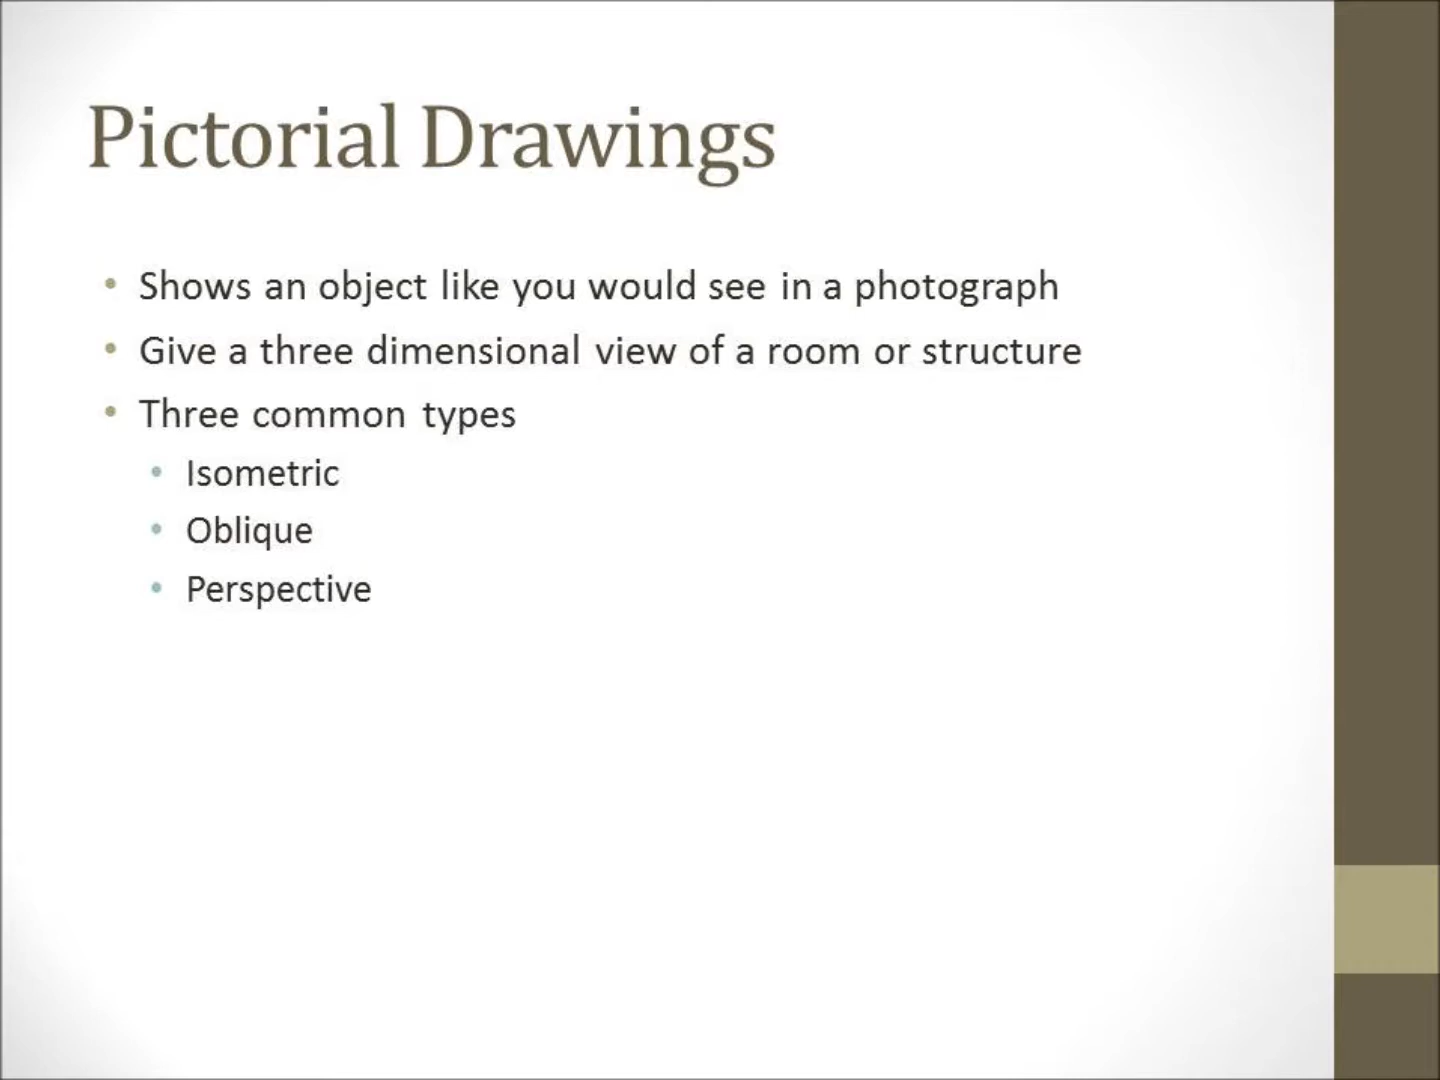 Pictorial Drawings
• Shows an object like you would see in a photograph
• Give a three dimensional view of a room or structure
• Three common types
• Isometric
• Oblique
• Perspective